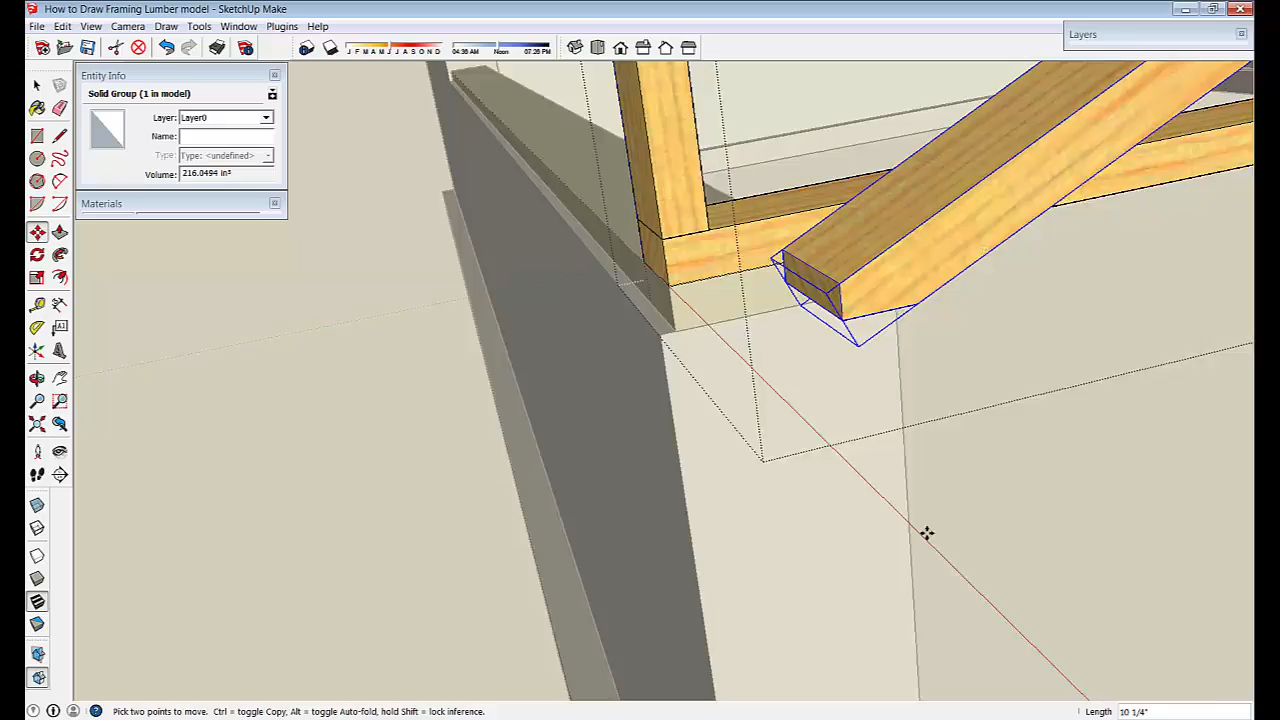 How to Draw Framing Lumber model - SketchUp Make
File Edit View Camera Draw Tools Window Plugins Help
J F M A M J J A S O N D 04:36 AM Noon 07:26 PM
Layers
Entity Info
Solid Group (1 in model)
Layer: Layer0
Name:
Type: Type: <undefined>
Volume: 216.0494 in³
Materials
Pick two points to move. Ctrl = toggle Copy, Alt = toggle Auto-fold, hold Shift = lock inference.
Length 10 1/4"